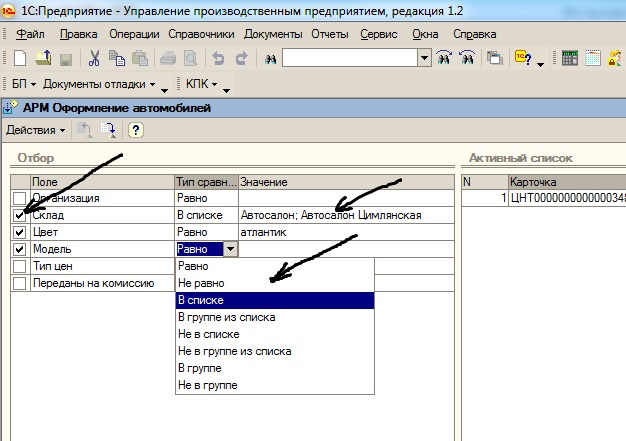 1С:Предприятие - Управление производственным предприятием, редакция 1.2
Файл Правка Операции Справочники Документы Отчеты Сервис Окна Справка
БП Документы отладки КПК
АРМ Оформление автомобилей
Действия
Отбор Активный список
Поле Тип сравн... Значение N Карточка
Организация Равно 1 ЦНТ0000000000000348
Склад В списке Автосалон; Автосалон Цимлянская
Цвет Равно атлантик
Модель Равно
Тип цен Равно
Переданы на комиссию Не равно
В списке
В группе из списка
Не в списке
Не в группе из списка
В группе
Не в группе